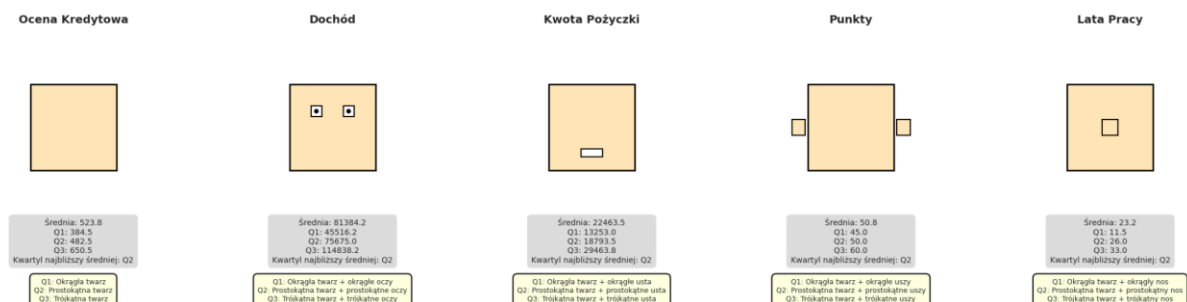 Ocena Kredytowa
Dochód
Kwota Pożyczki
Punkty
Lata Pracy
Średnia: 523.8
Q1: 384.5
Q2: 482.5
Q3: 650.5
Kwartyl najbliższy średniej: Q2
Q1: Okrągła twarz
Q2: Prostokątna twarz
Q3: Trójkątna twarz
Średnia: 81384.2
Q1: 45516.2
Q2: 75675.0
Q3: 114838.2
Kwartyl najbliższy średniej: Q2
Q1: Okrągła twarz + okrągłe oczy
Q2: Prostokątna twarz + prostokątne oczy
Q3: Trójkątna twarz + trójkątne oczy
Średnia: 22463.5
Q1: 13253.0
Q2: 18793.5
Q3: 29463.8
Kwartyl najbliższy średniej: Q2
Q1: Okrągła twarz + okrągłe usta
Q2: Prostokątna twarz + prostokątne usta
Q3: Trójkątna twarz + trójkątne usta
Średnia: 50.8
Q1: 45.0
Q2: 50.0
Q3: 60.0
Kwartyl najbliższy średniej: Q2
Q1: Okrągła twarz + okrągłe uszy
Q2: Prostokątna twarz + prostokątne uszy
Q3: Trójkątna twarz + trójkątne uszy
Średnia: 23.2
Q1: 11.5
Q2: 26.0
Q3: 33.0
Kwartyl najbliższy średniej: Q2
Q1: Okrągła twarz + okrągły nos
Q2: Prostokątna twarz + prostokątny nos
Q3: Trójkątna twarz + trójkątny nos